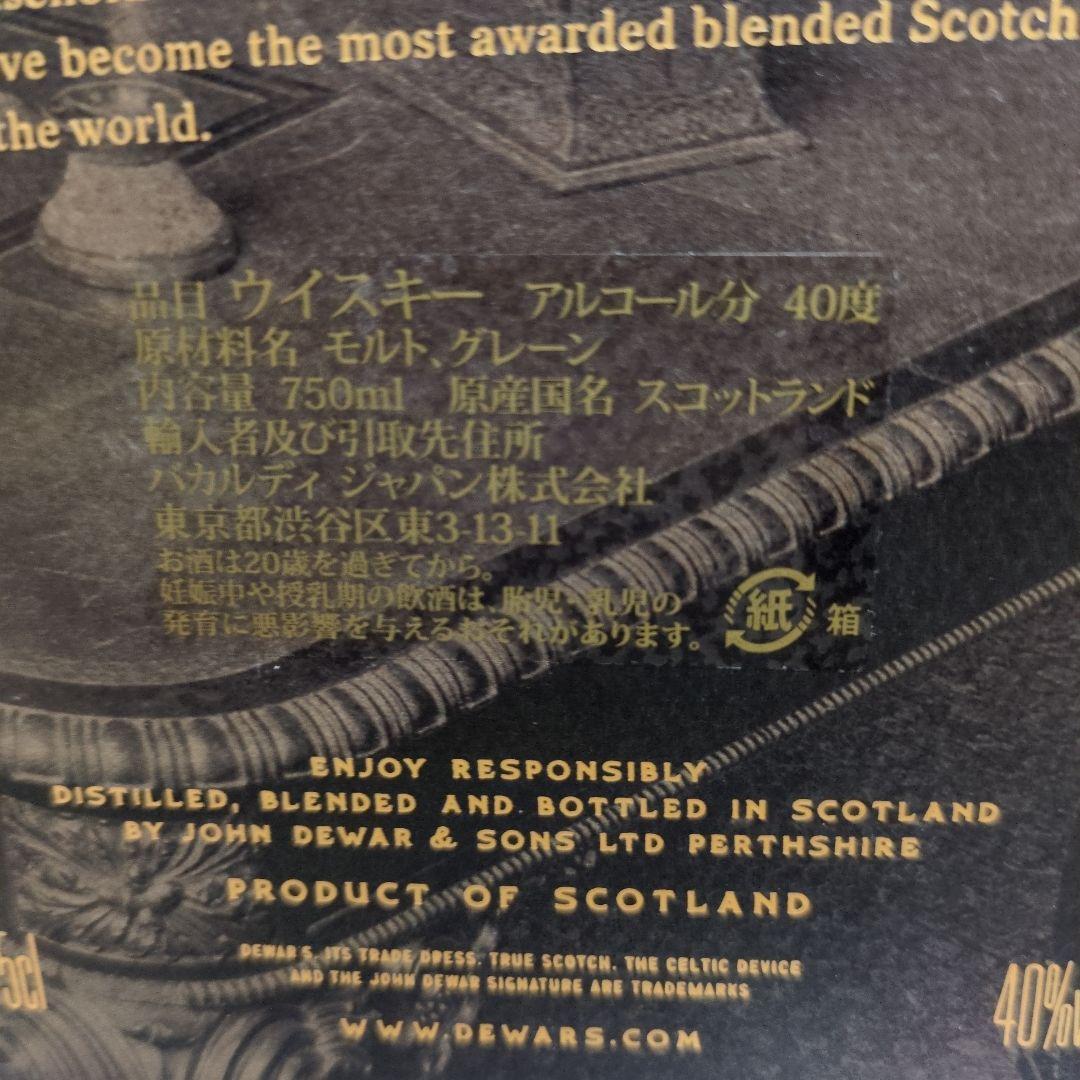 ve become the most awarded blended Scotch
the world.
品目 ウイスキー アルコール分 40度
原材料名 モルト、グレーン
内容量 750ml 原産国名 スコットランド
輸入者及び引取先住所
バカルディ ジャパン株式会社
東京都渋谷区東3-13-11
お酒は20歳を過ぎてから。
妊娠中や授乳期の飲酒は、胎児・乳児の
発育に悪影響を与えるおそれがあります。
紙 箱
ENJOY RESPONSIBLY
DISTILLED, BLENDED AND BOTTLED IN SCOTLAND
BY JOHN DEWAR & SONS LTD PERTHSHIRE
PRODUCT OF SCOTLAND
DEWAR'S, ITS TRADE DRESS, TRUE SCOTCH, THE CELTIC DEVICE
AND THE JOHN DEWAR SIGNATURE ARE TRADEMARKS
5cl 40%
WWW.DEWARS.COM